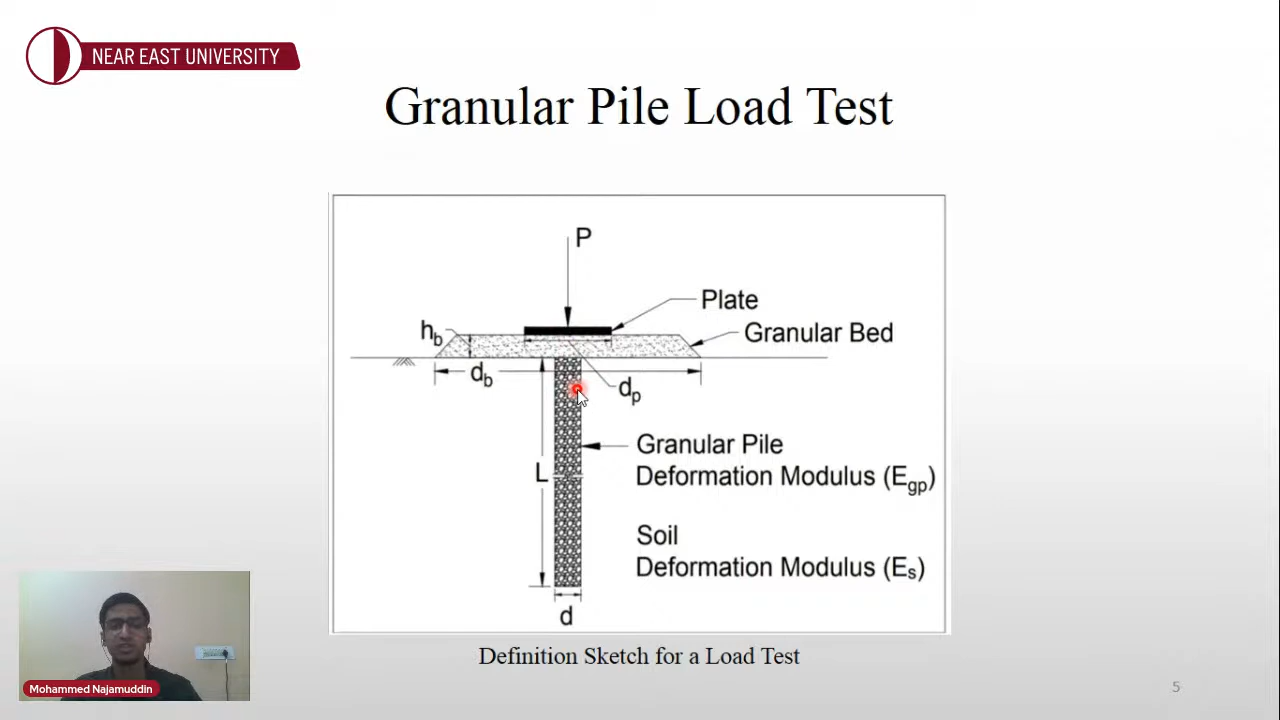 NEAR EAST UNIVERSITY
Granular Pile Load Test
P
Plate
h_b
Granular Bed
d_b
d_p
Granular Pile
L
Deformation Modulus (E_gp)
Soil
Deformation Modulus (E_s)
d
Definition Sketch for a Load Test
Mohammed Najamuddin
5